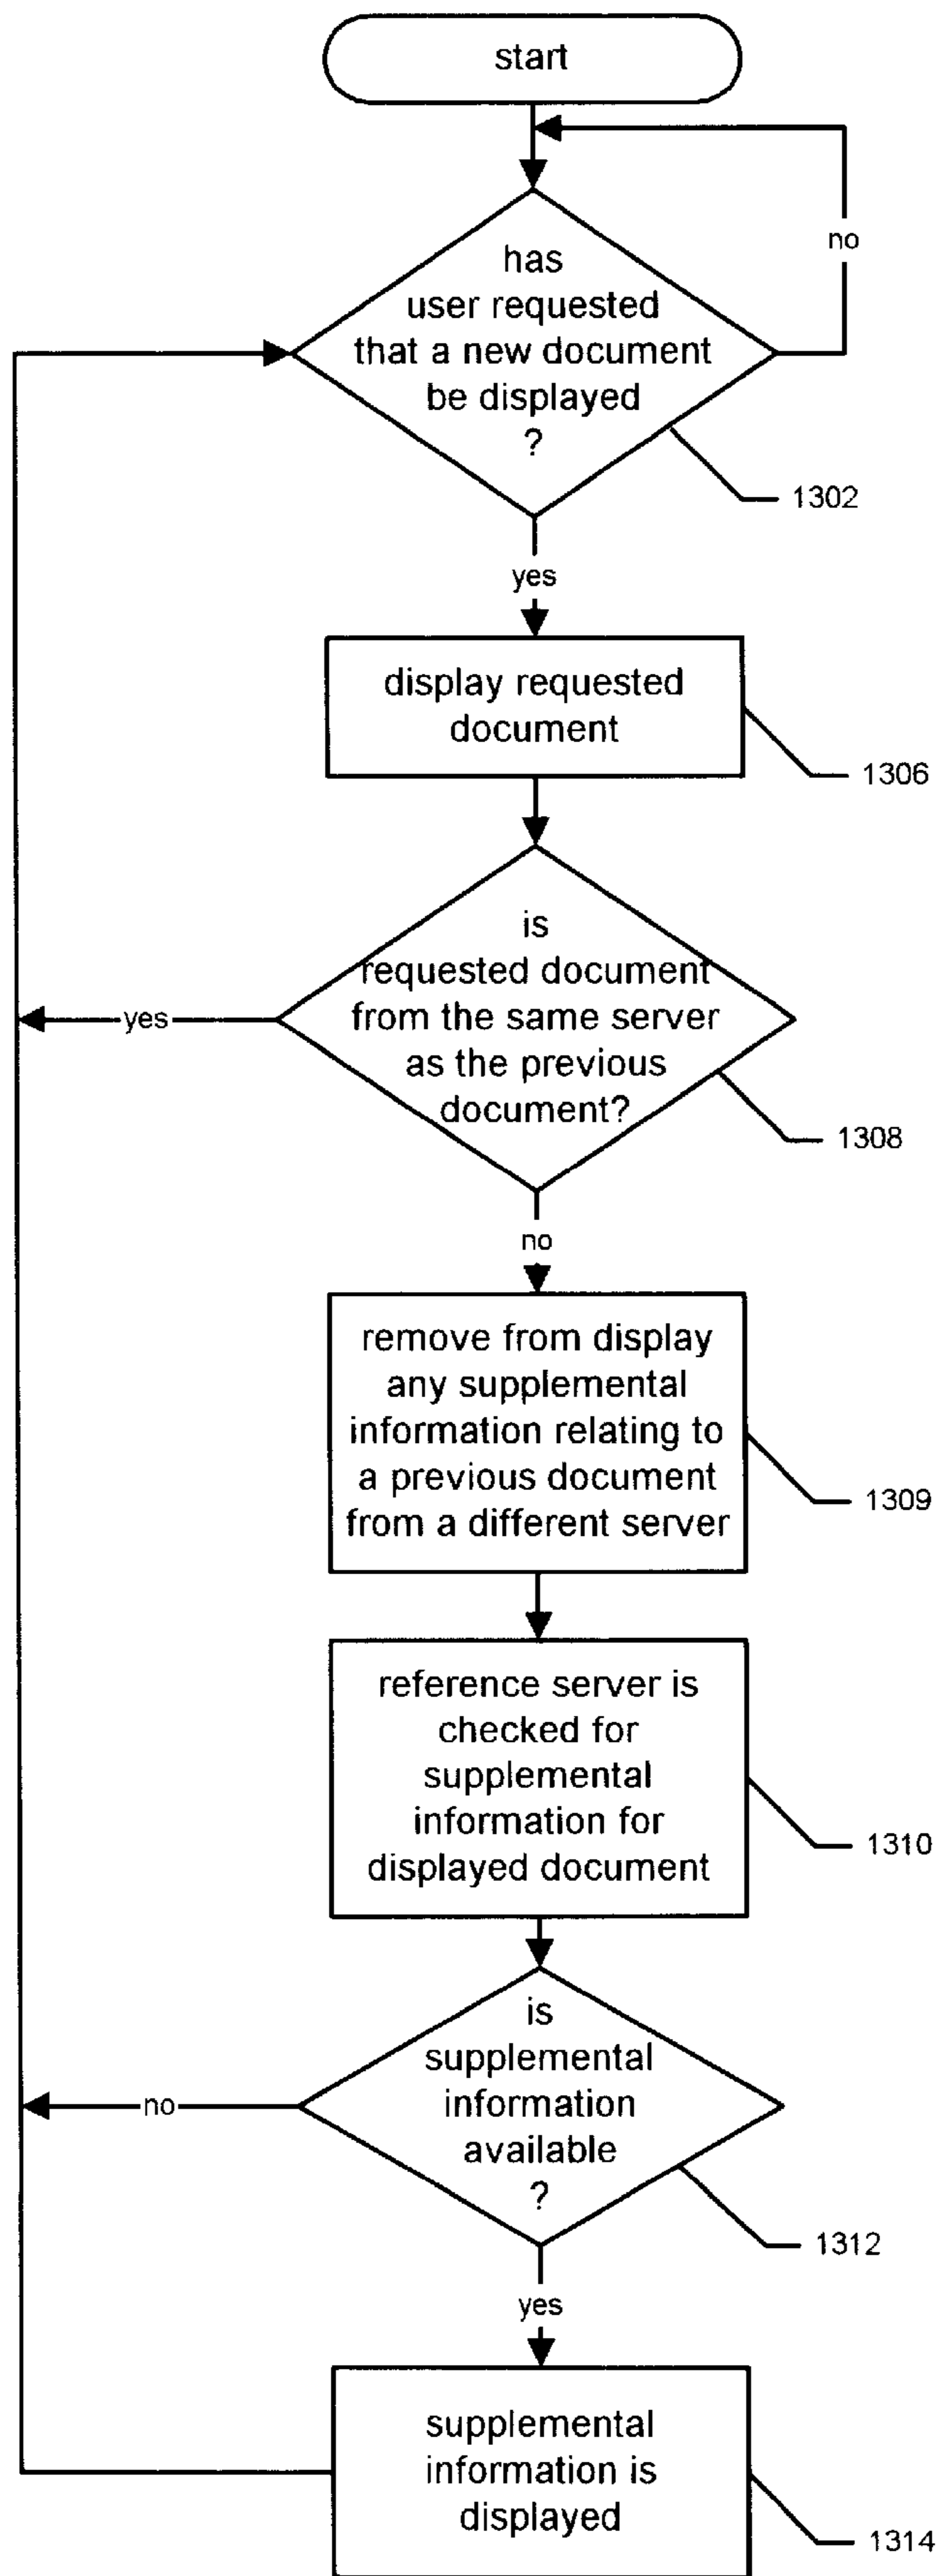 start
no
has
user requested
that a new document
be displayed
?
1302
yes
display requested
document
1306
is
requested document
from the same server
as the previous
document?
yes
1308
no
remove from display
any supplemental
information relating to
a previous document
from a different server
1309
reference server is
checked for
supplemental
information for
displayed document
1310
is
supplemental
information
available
?
no
1312
yes
supplemental
information is
displayed
1314